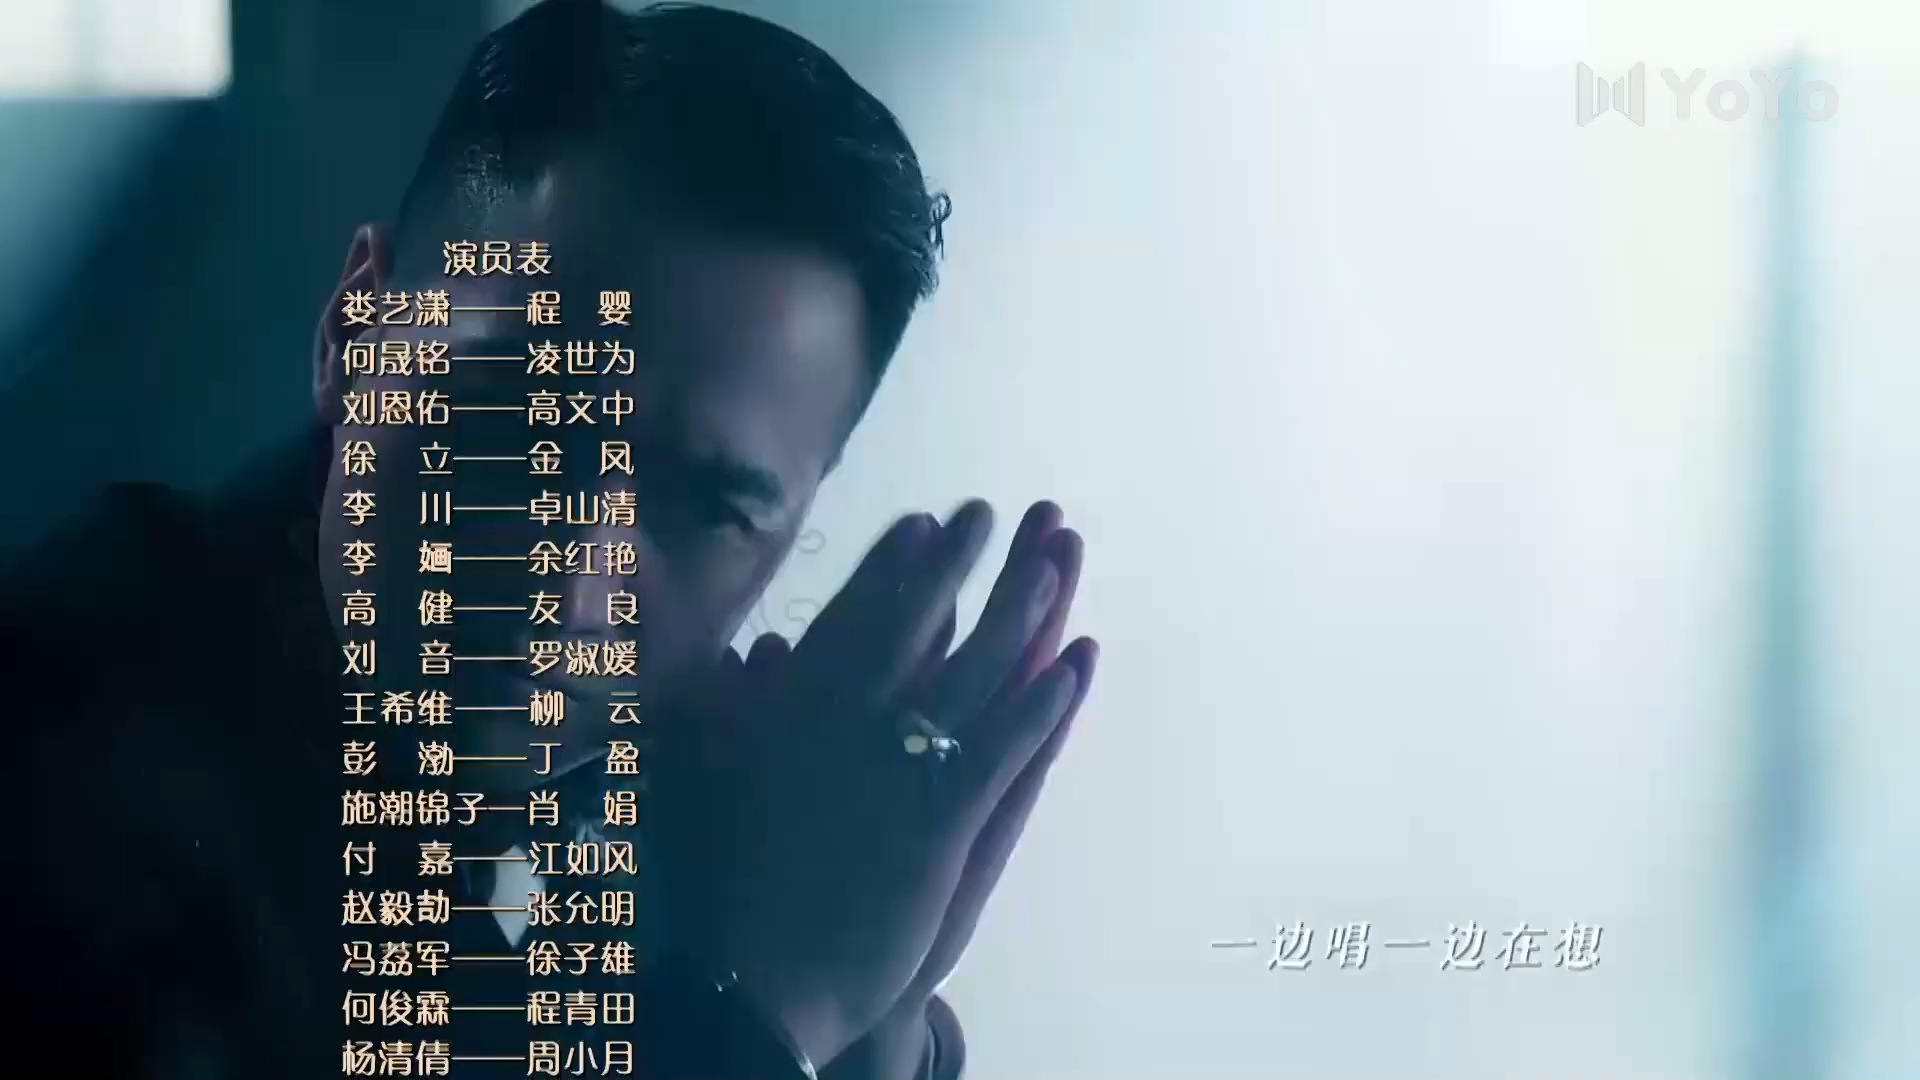 YoYo
演员表
娄艺潇——程 婴
何晟铭——凌世为
刘恩佑——高文中
徐 立——金 凤
李 川——卓山清
李 婳——余红艳
高 健——友 良
刘 音——罗淑媛
王希维——柳 云
彭 渤——丁 盈
施潮锦子—肖 娟
付 嘉——江如风
赵毅劼——张允明
冯荔军——徐子雄
何俊霖——程青田
杨清倩——周小月
一边唱一边在想